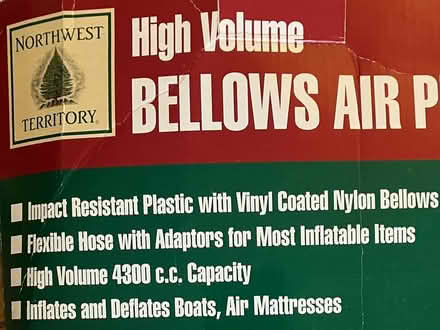 NORTHWEST
TERRITORY
High Volume
BELLOWS AIR P
Impact Resistant Plastic with Vinyl Coated Nylon Bellows
Flexible Hose with Adaptors for Most Inflatable Items
High Volume 4300 c.c. Capacity
Inflates and Deflates Boats, Air Mattresses